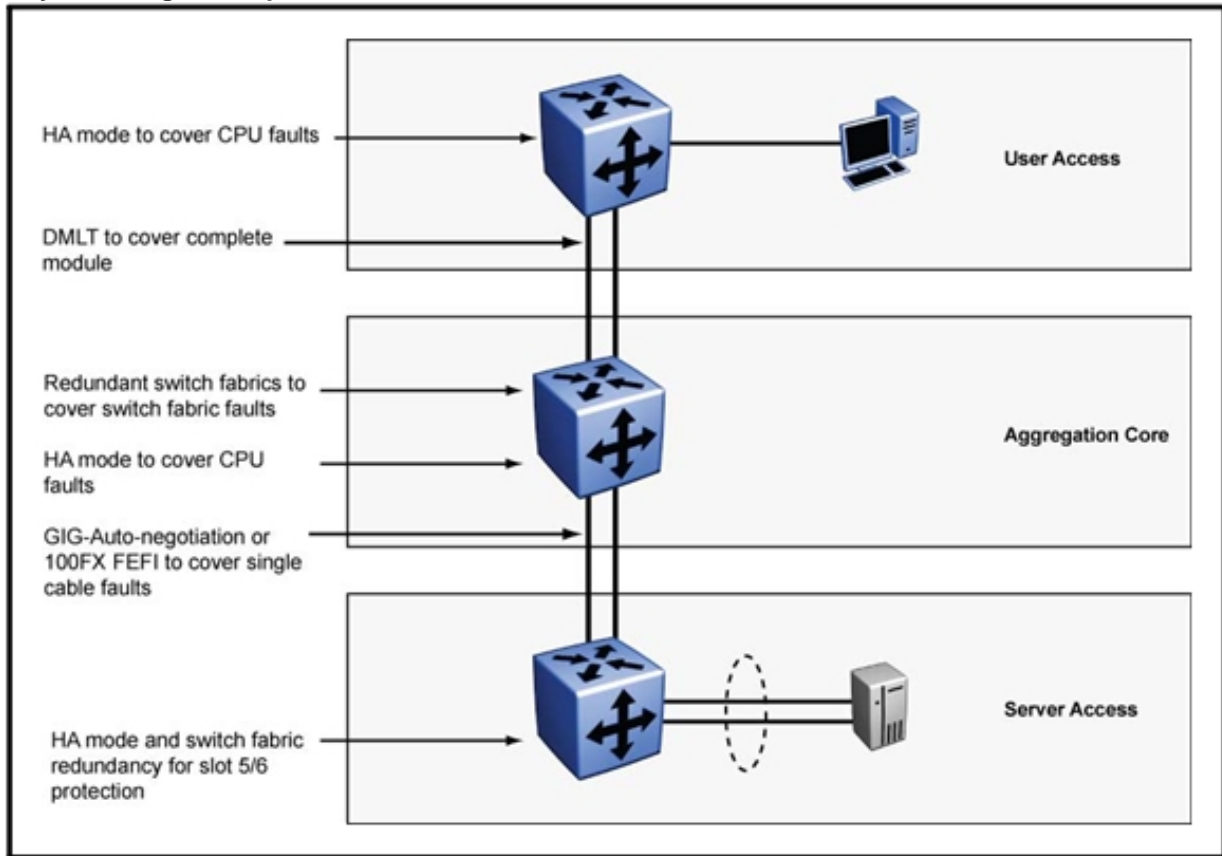 HA mode to cover CPU faults
User Access
DMLT to cover complete
module
Redundant switch fabrics to
cover switch fabric faults
Aggregation Core
HA mode to cover CPU
faults
GIG-Auto-negotiation or
100FX FEFI to cover single
cable faults
Server Access
HA mode and switch fabric
redundancy for slot 5/6
protection